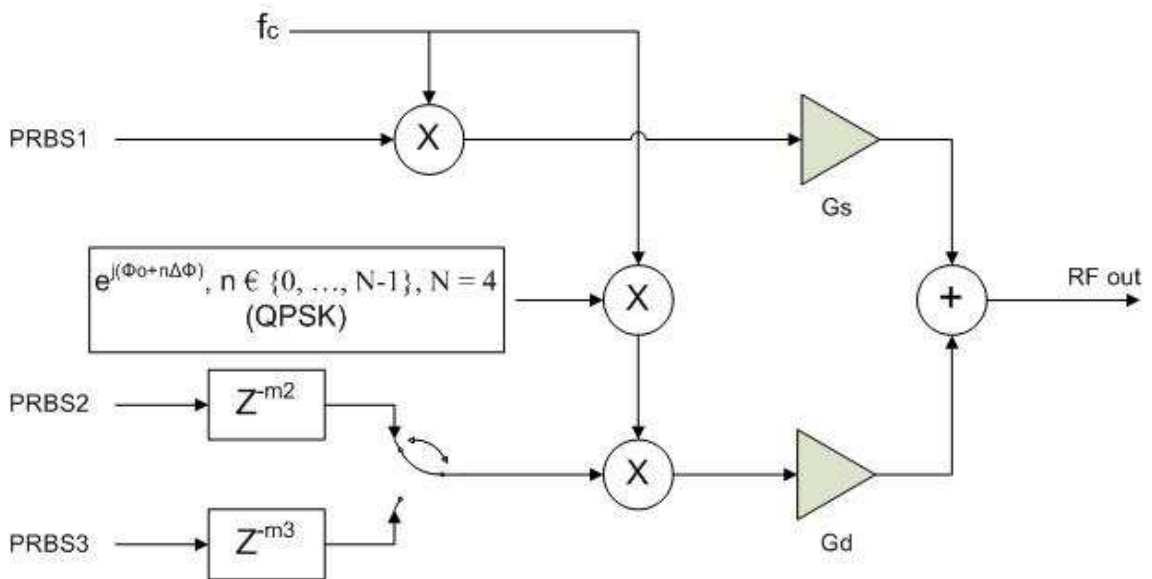 fc
PRBS1
X
Gs
e^j(Φo+nΔΦ), n € {0, …, N-1}, N = 4
(QPSK)
X
+
RF out
PRBS2
Z^-m2
X
PRBS3
Z^-m3
Gd